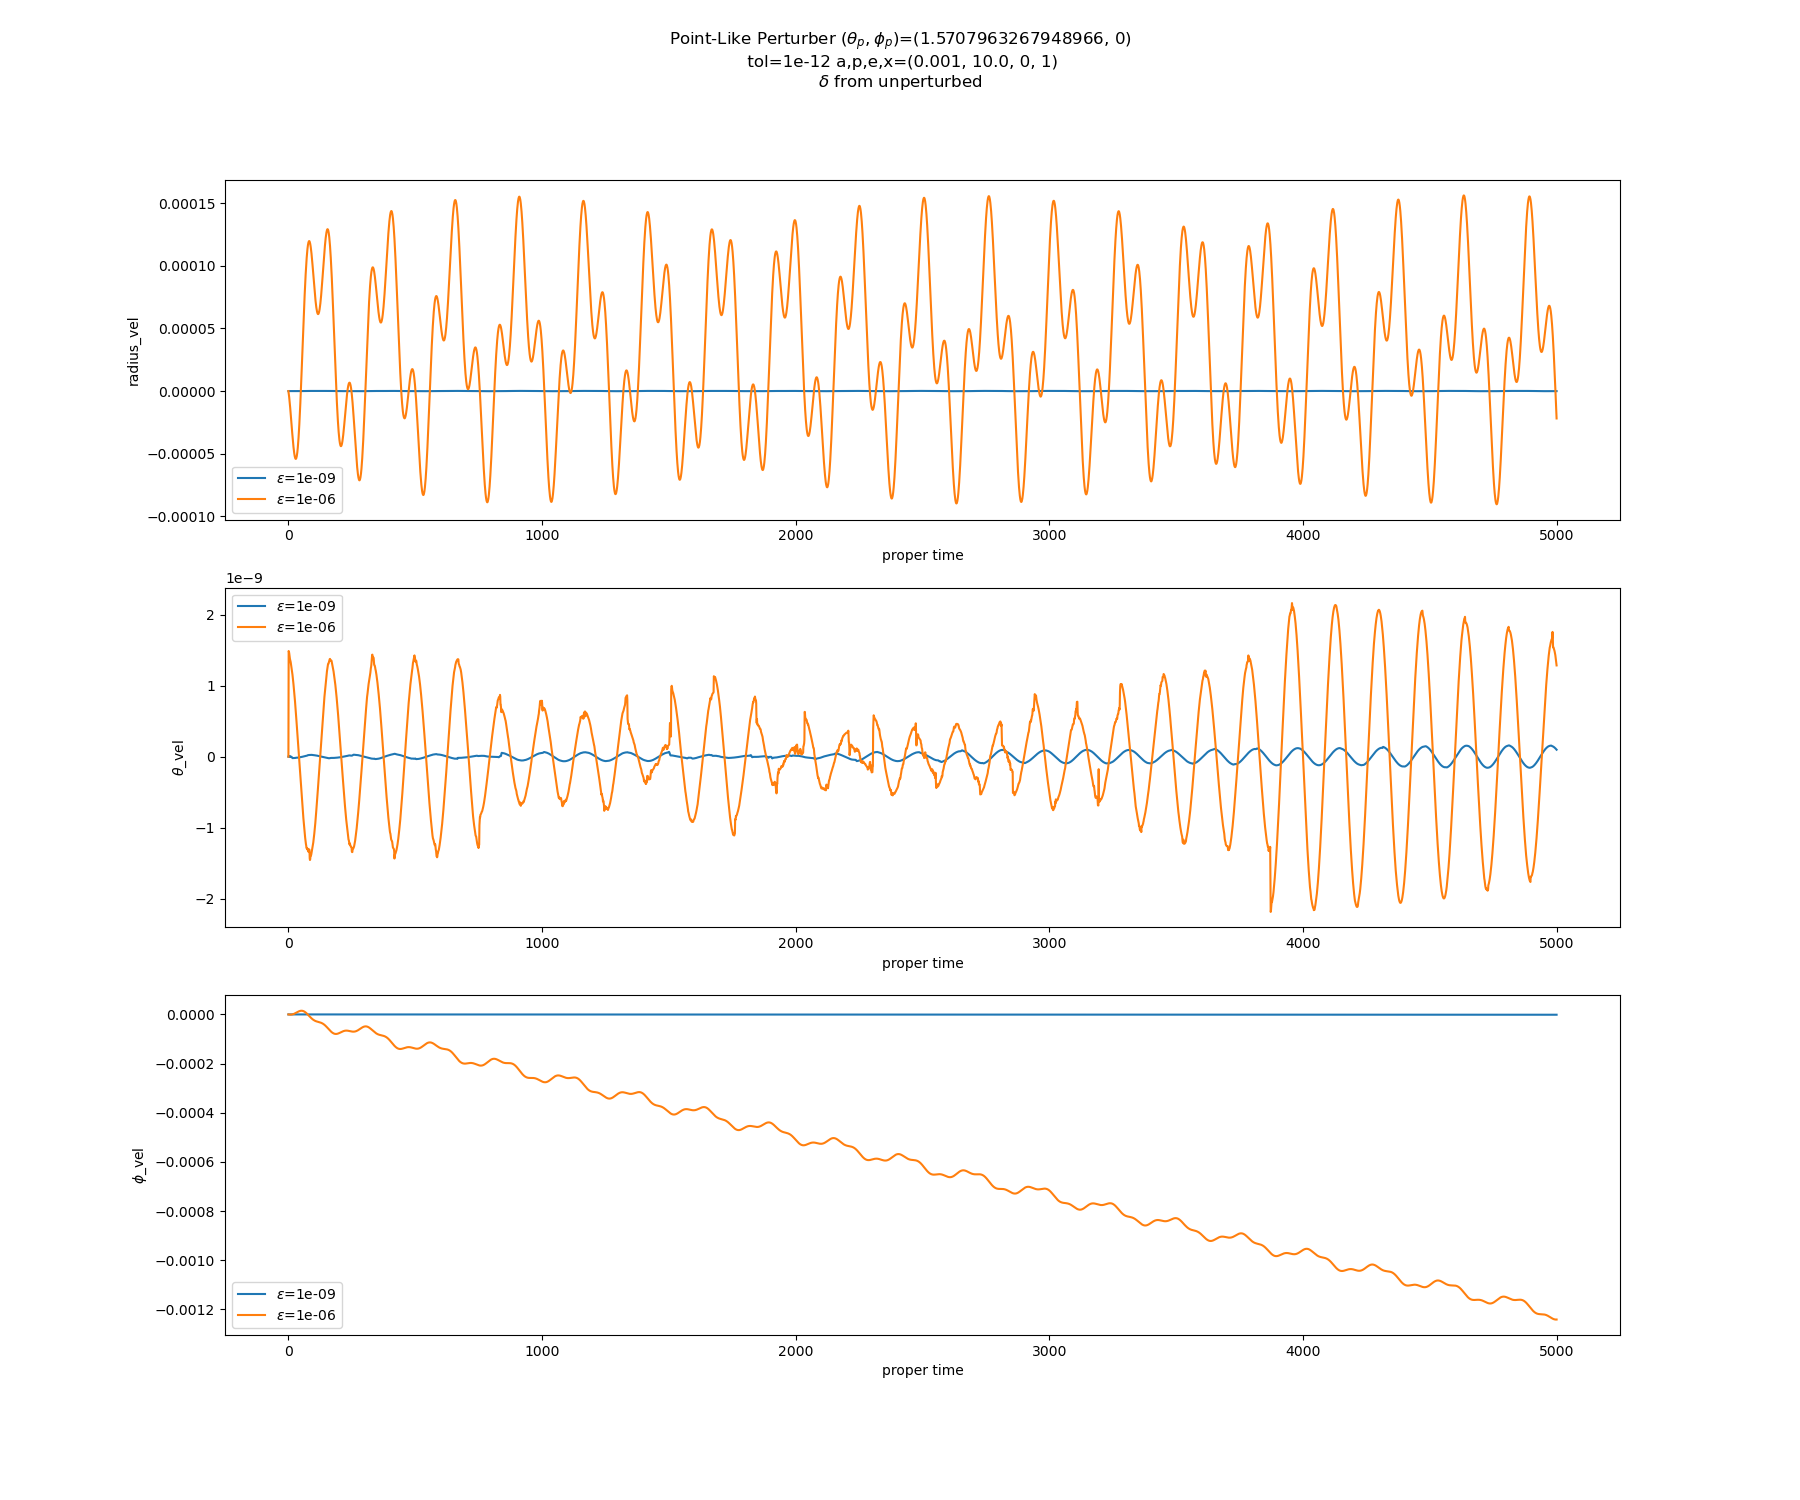 Point-Like Perturber (θₚ, ϕₚ)=(1.5707963267948966, 0)
tol=1e-12 a,p,e,x=(0.001, 10.0, 0, 1)
δ from unperturbed
0.00015
0.00010
0.00005
0.00000
−0.00005
−0.00010
radius_vel
ε=1e-09
ε=1e-06
0 1000 2000 3000 4000 5000
proper time
1e−9
2
1
0
−1
−2
θ_vel
ε=1e-09
ε=1e-06
0 1000 2000 3000 4000 5000
proper time
0.0000
−0.0002
−0.0004
−0.0006
−0.0008
−0.0010
−0.0012
ϕ_vel
ε=1e-09
ε=1e-06
0 1000 2000 3000 4000 5000
proper time